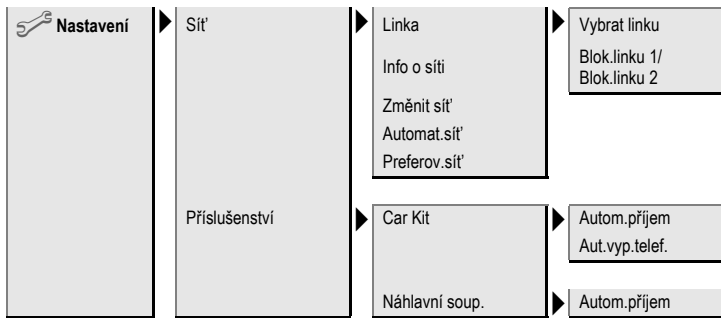 Nastavení
Síť
Linka
Vybrat linku
Blok.linku 1/
Blok.linku 2
Info o síti
Změnit síť
Automat.síť
Preferov.síť
Příslušenství
Car Kit
Autom.příjem
Aut.vyp.telef.
Náhlavní soup.
Autom.příjem